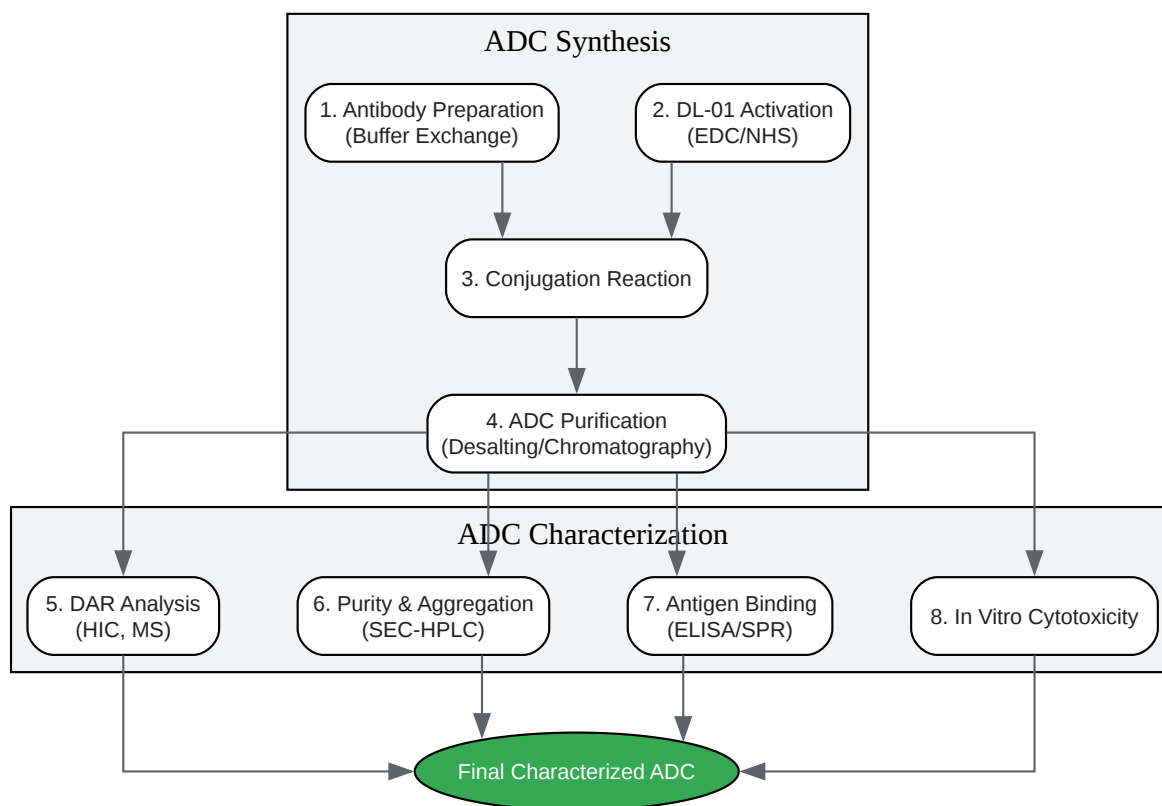 ADC Synthesis
1. Antibody Preparation
(Buffer Exchange)
2. DL-01 Activation
(EDC/NHS)
3. Conjugation Reaction
4. ADC Purification
(Desalting/Chromatography)
ADC Characterization
5. DAR Analysis
(HIC, MS)
6. Purity & Aggregation
(SEC-HPLC)
7. Antigen Binding
(ELISA/SPR)
8. In Vitro Cytotoxicity
Final Characterized ADC